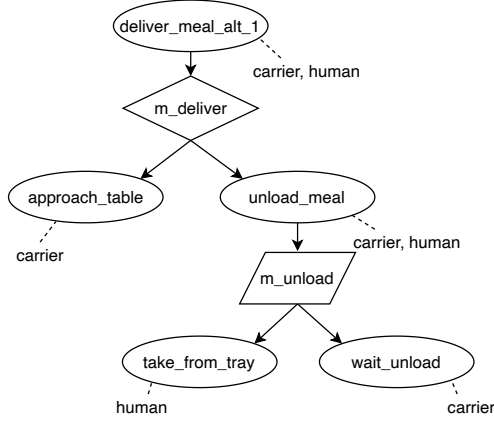 deliver_meal_alt_1
carrier, human
m_deliver
approach_table
unload_meal
carrier
carrier, human
m_unload
take_from_tray
wait_unload
human
carrier